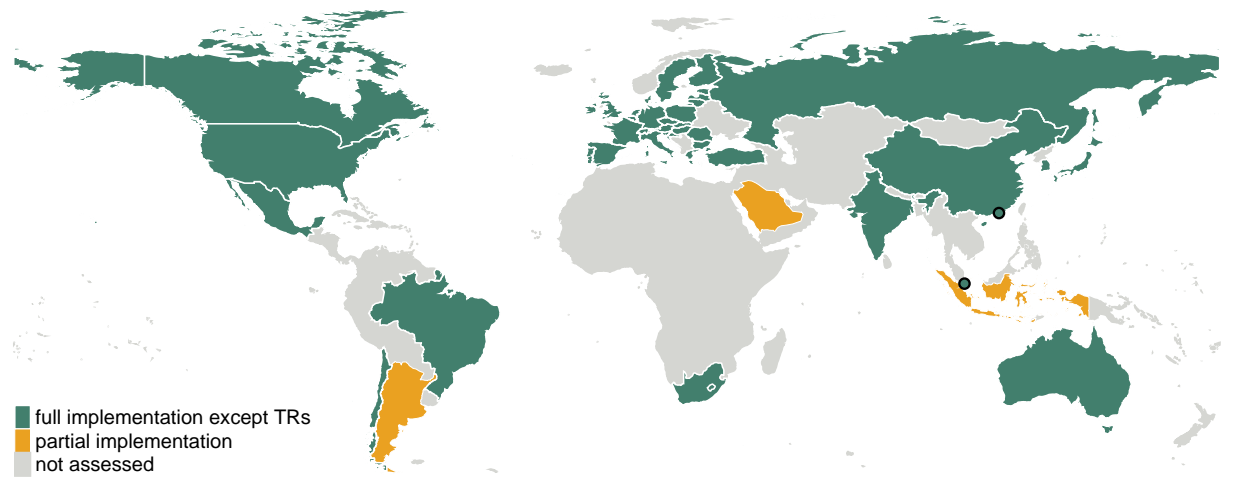 full implementation except TRs
partial implementation
not assessed